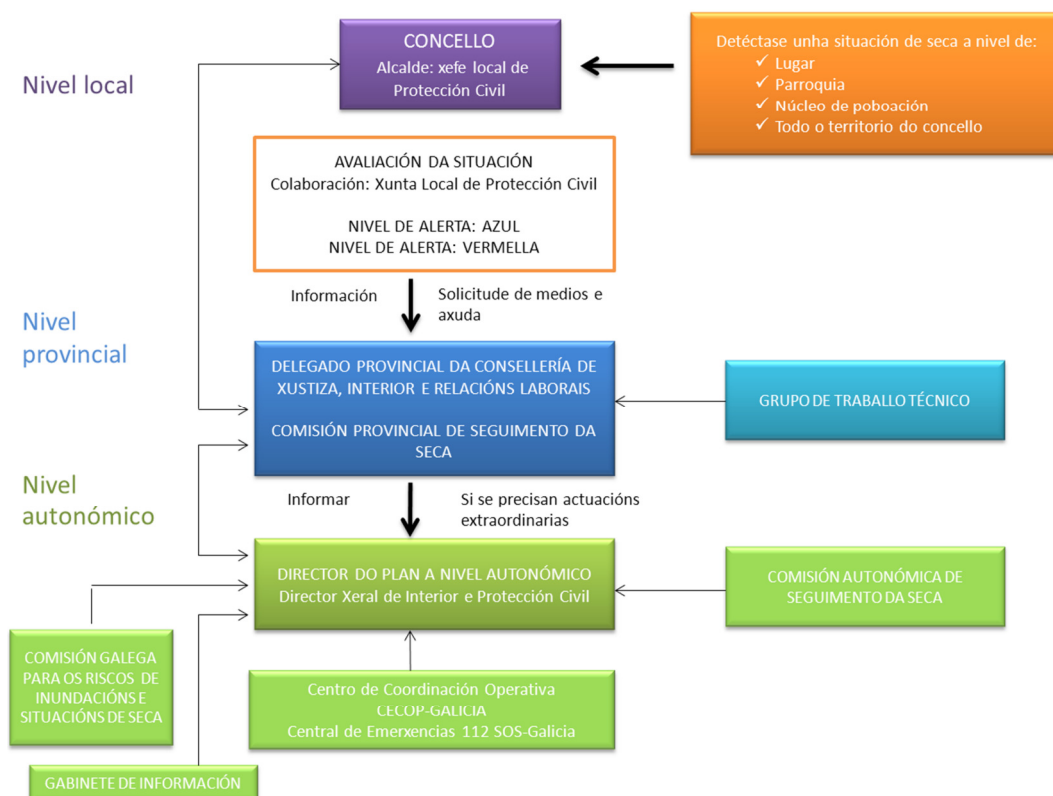 Nivel local
CONCELLO
Alcalde: xefe local de
Protección Civil
Detéctase unha situación de seca a nivel de:
✓ Lugar
✓ Parroquia
✓ Núcleo de poboación
✓ Todo o territorio do concello
AVALIACIÓN DA SITUACIÓN
Colaboración: Xunta Local de Protección Civil
NIVEL DE ALERTA: AZUL
NIVEL DE ALERTA: VERMELLA
Información
Solicitude de medios e
axuda
Nivel
provincial
DELEGADO PROVINCIAL DA CONSELLERÍA DE
XUSTIZA, INTERIOR E RELACIÓNS LABORAIS
COMISIÓN PROVINCIAL DE SEGUIMENTO DA
SECA
GRUPO DE TRABALLO TÉCNICO
Nivel
autonómico
Informar
Si se precisan actuacións
extraordinarias
DIRECTOR DO PLAN A NIVEL AUTONÓMICO
Director Xeral de Interior e Protección Civil
COMISIÓN AUTONÓMICA DE
SEGUIMENTO DA SECA
COMISIÓN GALEGA
PARA OS RISCOS DE
INUNDACIÓNS E
SITUACIÓNS DE SECA
Centro de Coordinación Operativa
CECOP-GALICIA
Central de Emerxencias 112 SOS-Galicia
GABINETE DE INFORMACIÓN